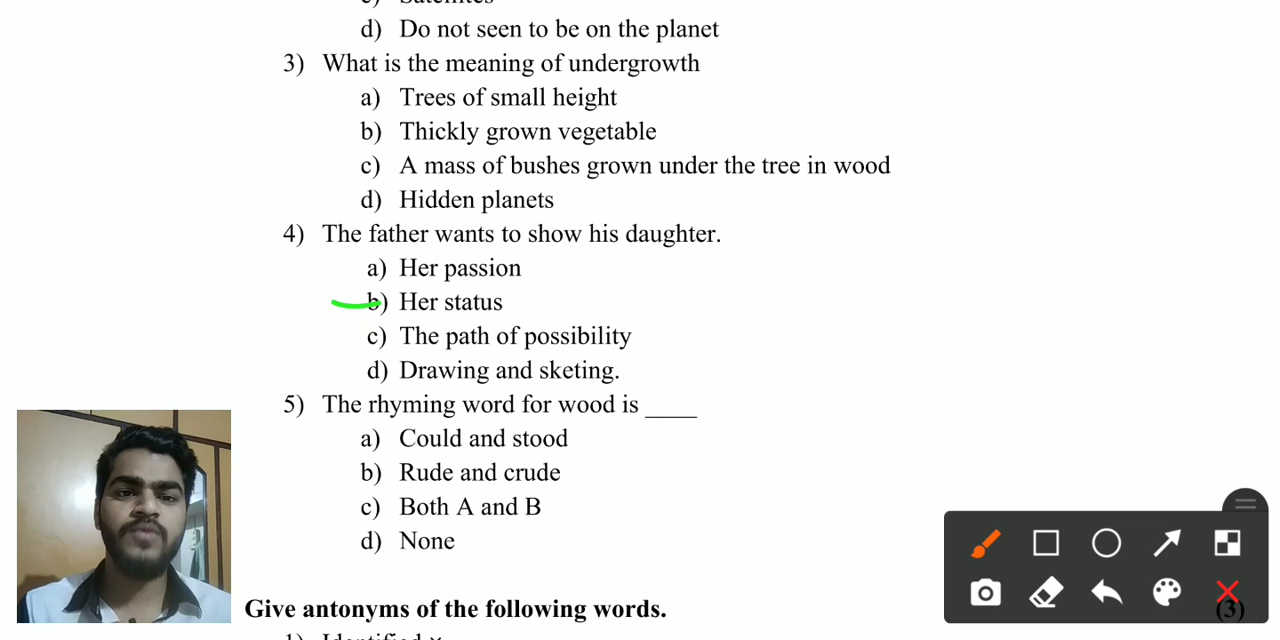 d) Do not seen to be on the planet
3) What is the meaning of undergrowth
a) Trees of small height
b) Thickly grown vegetable
c) A mass of bushes grown under the tree in wood
d) Hidden planets
4) The father wants to show his daughter.
a) Her passion
b) Her status
c) The path of possibility
d) Drawing and sketing.
5) The rhyming word for wood is ____
a) Could and stood
b) Rude and crude
c) Both A and B
d) None
Give antonyms of the following words.
(3)